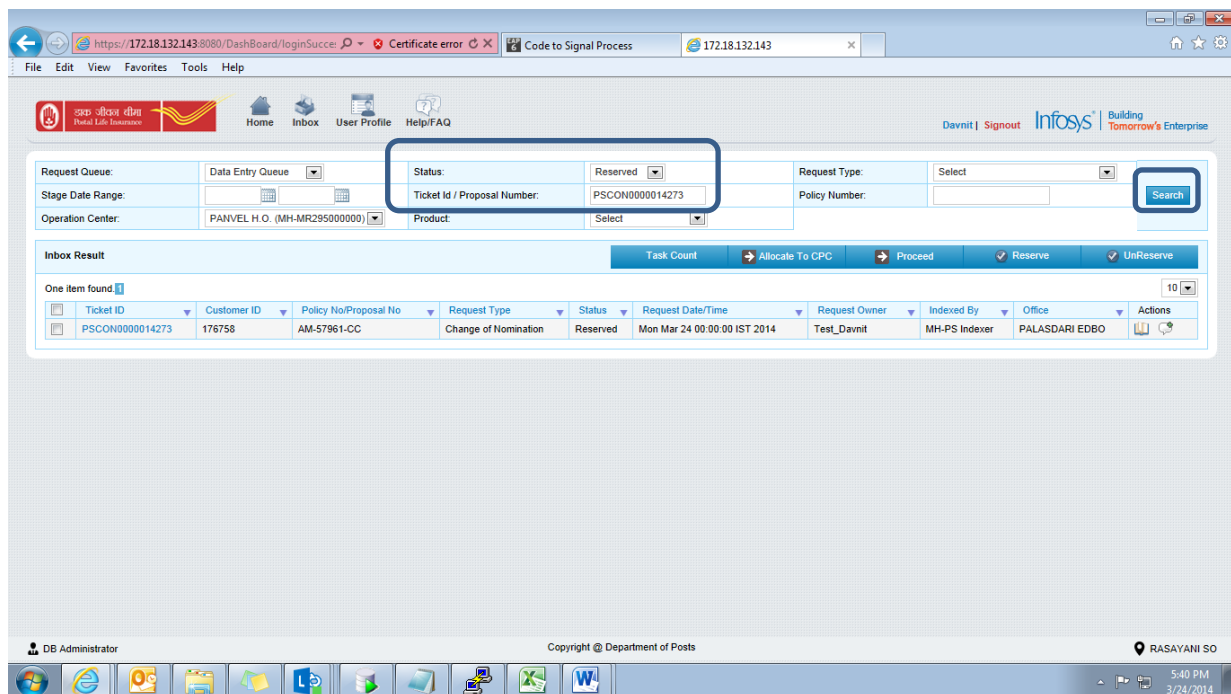 https://172.18.132.143:8080/DashBoard/loginSucce: Certificate error Code to Signal Process 172.18.132.143
File Edit View Favorites Tools Help
डाक जीवन बीमा
Postal Life Insurance
Home Inbox User Profile Help/FAQ
Davnit | Signout Infosys® | Building Tomorrow's Enterprise
Request Queue: Data Entry Queue Status: Reserved Request Type: Select
Stage Date Range: Ticket Id / Proposal Number: PSCON0000014273 Policy Number: Search
Operation Center: PANVEL H.O. (MH-MR295000000) Product: Select
Inbox Result Task Count Allocate To CPC Proceed Reserve UnReserve
One item found.1 10
Ticket ID Customer ID Policy No/Proposal No Request Type Status Request Date/Time Request Owner Indexed By Office Actions
PSCON0000014273 176758 AM-57961-CC Change of Nomination Reserved Mon Mar 24 00:00:00 IST 2014 Test_Davnit MH-PS Indexer PALASDARI EDBO
DB Administrator Copyright @ Department of Posts RASAYANI SO
5:40 PM
3/24/2014